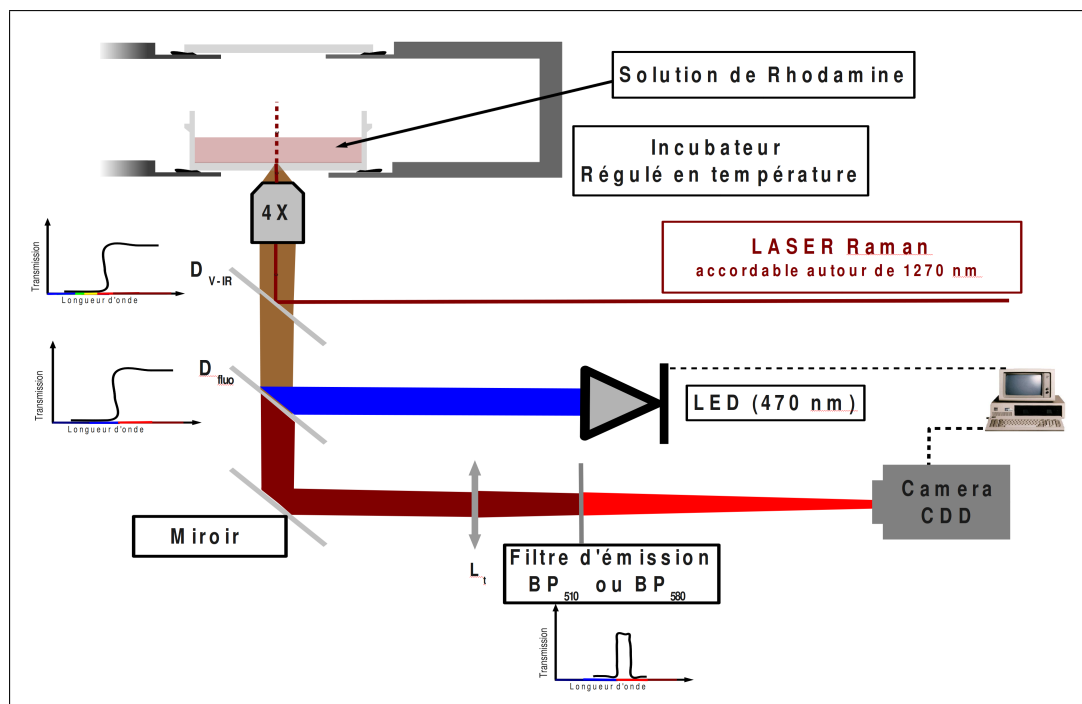 Solution de Rhodamine
Incubateur
Régulé en température
4X
LASER Raman
accordable autour de 1270 nm
Transmission
Longueur d'onde
D V-IR
D fluo
Transmission
Longueur d'onde
LED (470 nm)
Camera
CDD
Miroir
L t
Filtre d'émission
BP 510 ou BP 580
Transmission
Longueur d'onde